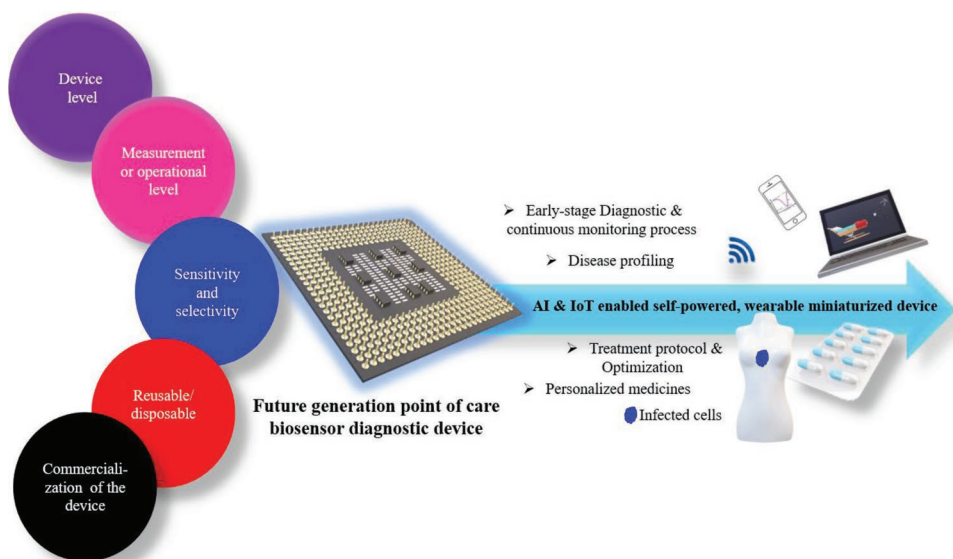 Device
level
Measurement
or operational
level
Sensitivity
and
selectivity
Reusable/
disposable
Commerciali-
zation of the
device
Future generation point of care
biosensor diagnostic device
➢ Early-stage Diagnostic &
continuous monitoring process
➢ Disease profiling
AI & IoT enabled self-powered, wearable miniaturized device
➢ Treatment protocol &
Optimization
➢ Personalized medicines
Infected cells